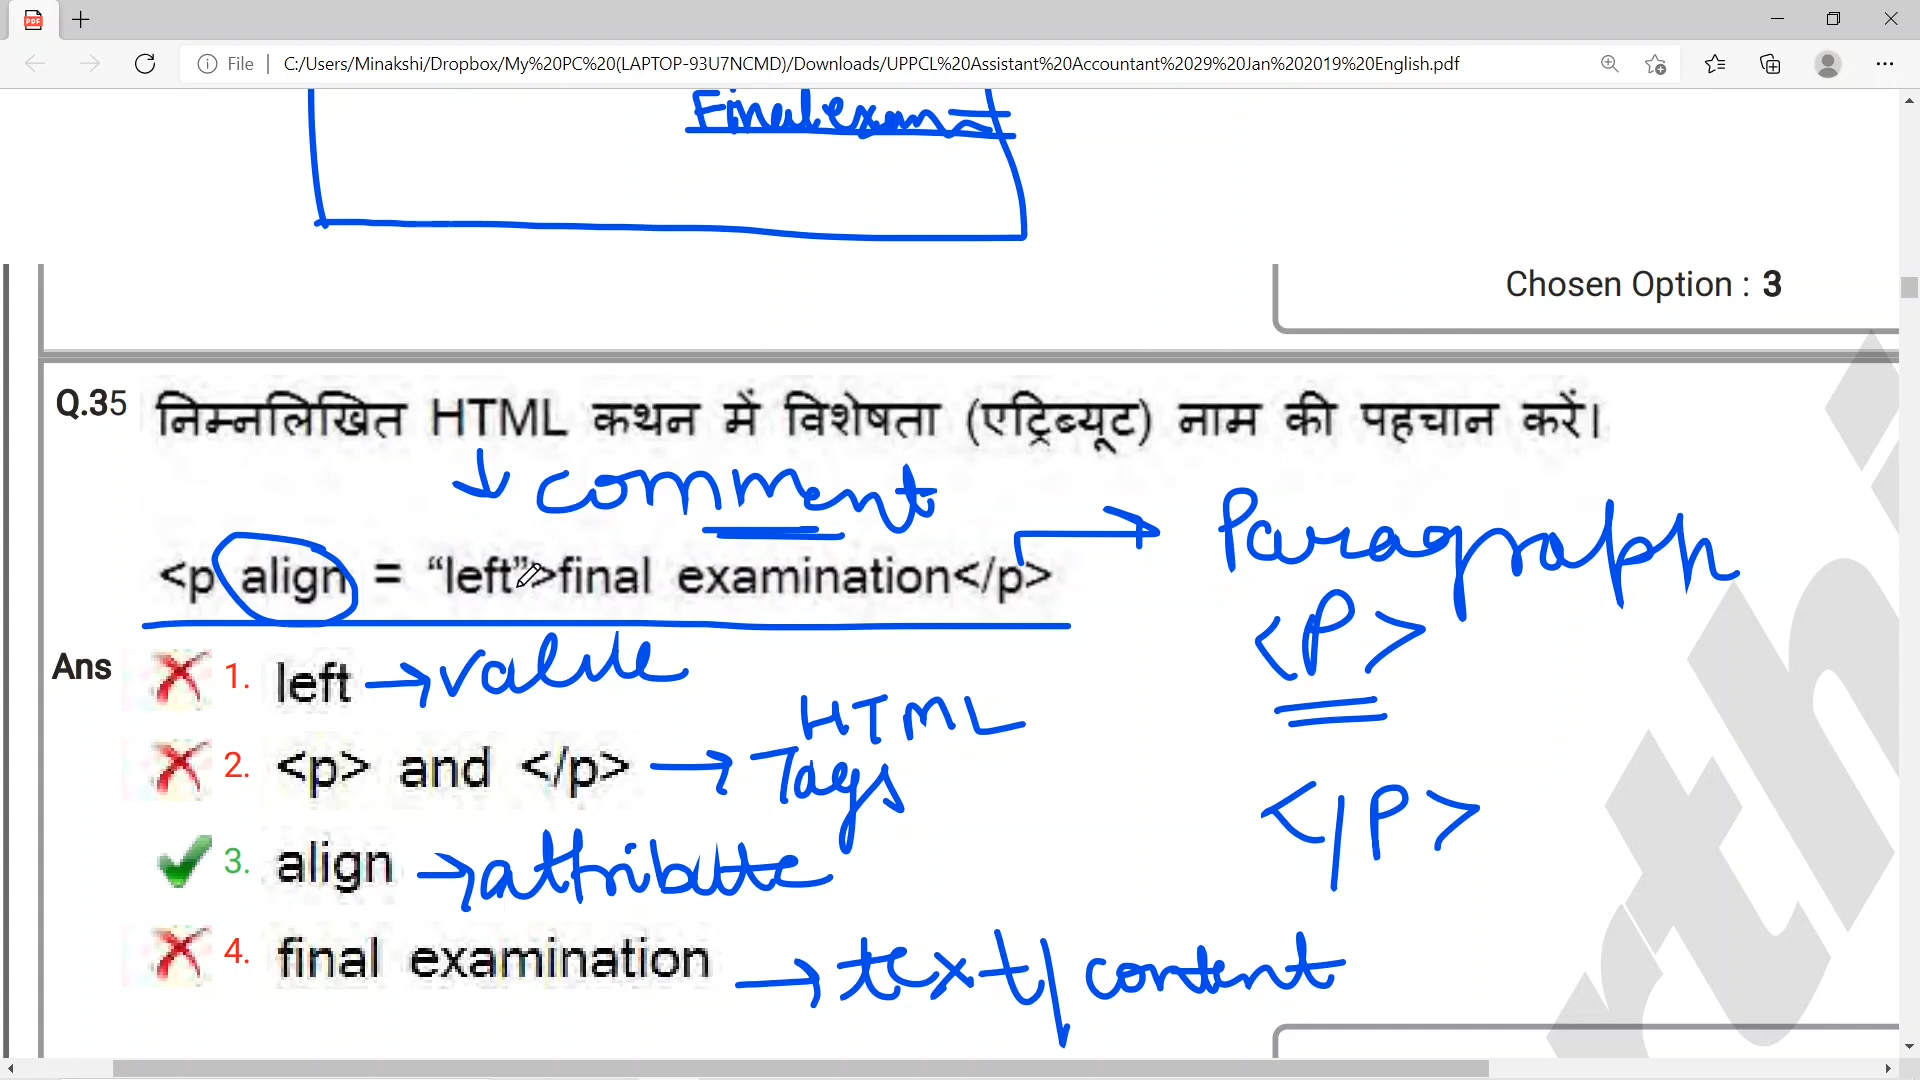 File | C:/Users/Minakshi/Dropbox/My%20PC%20(LAPTOP-93U7NCMD)/Downloads/UPPCL%20Assistant%20Accountant%2029%20Jan%202019%20English.pdf
Final exam
Chosen Option : 3
Q.35 निम्नलिखित HTML कथन में विशेषता (एट्रिब्यूट) नाम की पहचान करें।
comment
Paragraph
<p align = “left”>final examination</p>
<P>
Ans 1. left → value
HTML
2. <p> and </p> → Tags
</P>
3. align → attribute
4. final examination → text/content